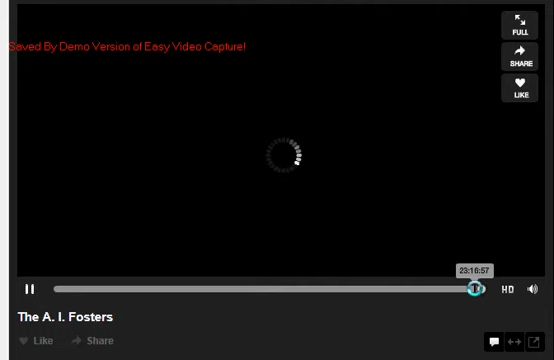 FULL
Saved By Demo Version of Easy Video Capture!
SHARE
LIKE
23:16:57
HD
The A. I. Fosters
Like
Share